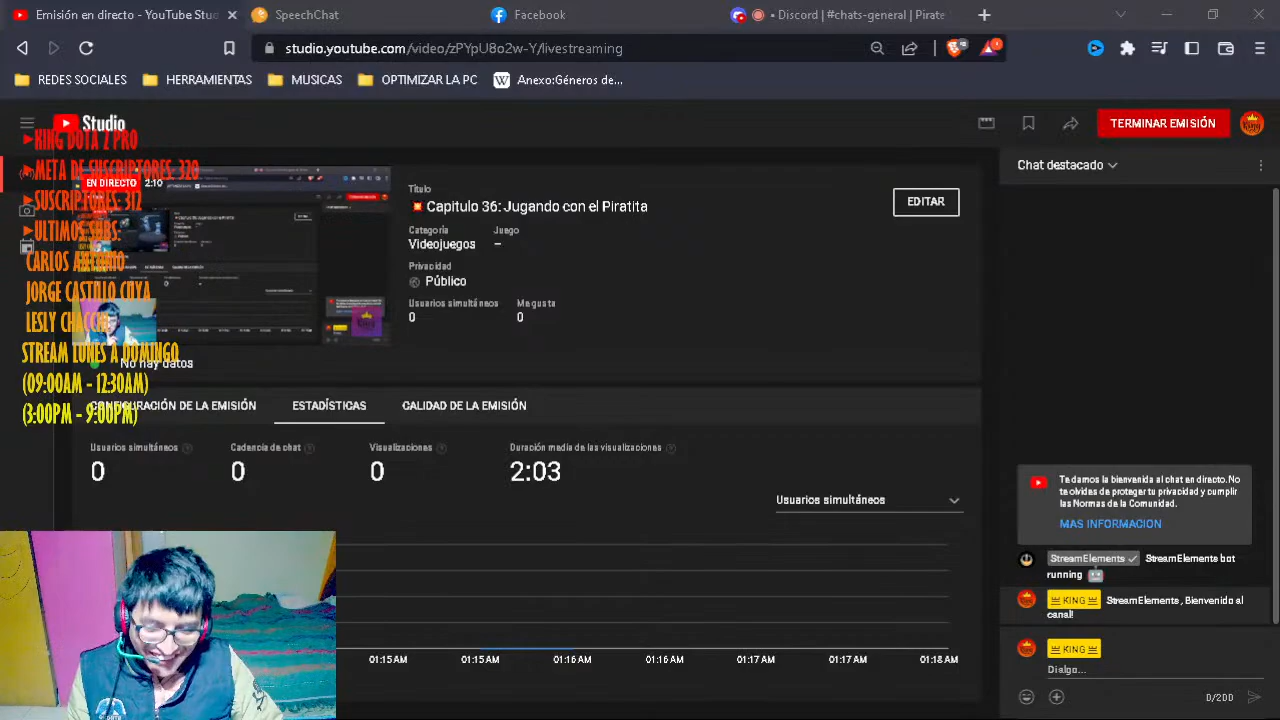 Emisión en directo - YouTube Stu
SpeechChat
Facebook
Discord | #chats-general | Pirate
studio.youtube.com/video/zPYpU8o2w-Y/livestreaming
REDES SOCIALES
HERRAMIENTAS
MUSICAS
OPTIMIZAR LA PC
Anexo:Géneros de...
Studio
TERMINAR EMISIÓN
►KING DOTA 2 PRO
►META DE SUSCRIPTORES: 320
►SUSCRIPTORES: 312
►ULTIMOS SUBS:
CARLOS ANTONIO
JORGE CASTILLO CUYA
LESLY CHACCHI
STREAM LUNES A DOMINGO
(09:00AM - 12:30AM)
(3:00PM - 9:00PM)
EN DIRECTO 2:10
Título
Capitulo 36: Jugando con el Piratita
EDITAR
Categoría Juego
Videojuegos –
Privacidad
Público
Usuarios simultáneos Me gusta
0 0
No hay datos
CONFIGURACIÓN DE LA EMISIÓN
ESTADÍSTICAS
CALIDAD DE LA EMISIÓN
Usuarios simultáneos
0
Cadencia de chat
0
Visualizaciones
0
Duración media de las visualizaciones
2:03
Usuarios simultáneos
01:15 AM 01:15 AM 01:16 AM 01:16 AM 01:17 AM 01:17 AM 01:18 AM
Chat destacado
Te damos la bienvenida al chat en directo. No
te olvides de proteger tu privacidad y cumplir
las Normas de la Comunidad.
MAS INFORMACION
StreamElements StreamElements bot
running
KING StreamElements , Bienvenido al
canal!
KING
Di algo...
0/200